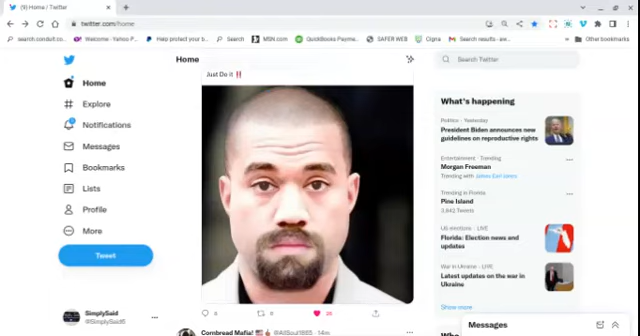 (9) Home / Twitter
twitter.com/home
search.conduit.co...
Welcome - Yahoo P...
Help protect your b...
Search
MSN.com
QuickBooks Payme...
SAFER WEB
Cigna
Search results - aw...
Other bookmarks
Home
Search Twitter
Just Do it ‼
Home
Explore
Notifications
Messages
Bookmarks
Lists
Profile
More
Tweet
SimplySaid
@SimplySaid5
What's happening
Politics · Yesterday
President Biden announces new
guidelines on reproductive rights
Entertainment · Trending
Morgan Freeman
Trending with James Earl Jones
Trending in Florida
Pine Island
3,642 Tweets
US elections · LIVE
Florida: Election news and
updates
War in Ukraine · LIVE
Latest updates on the war in
Ukraine
Show more
Cornbread Mafia!
14m
Messages